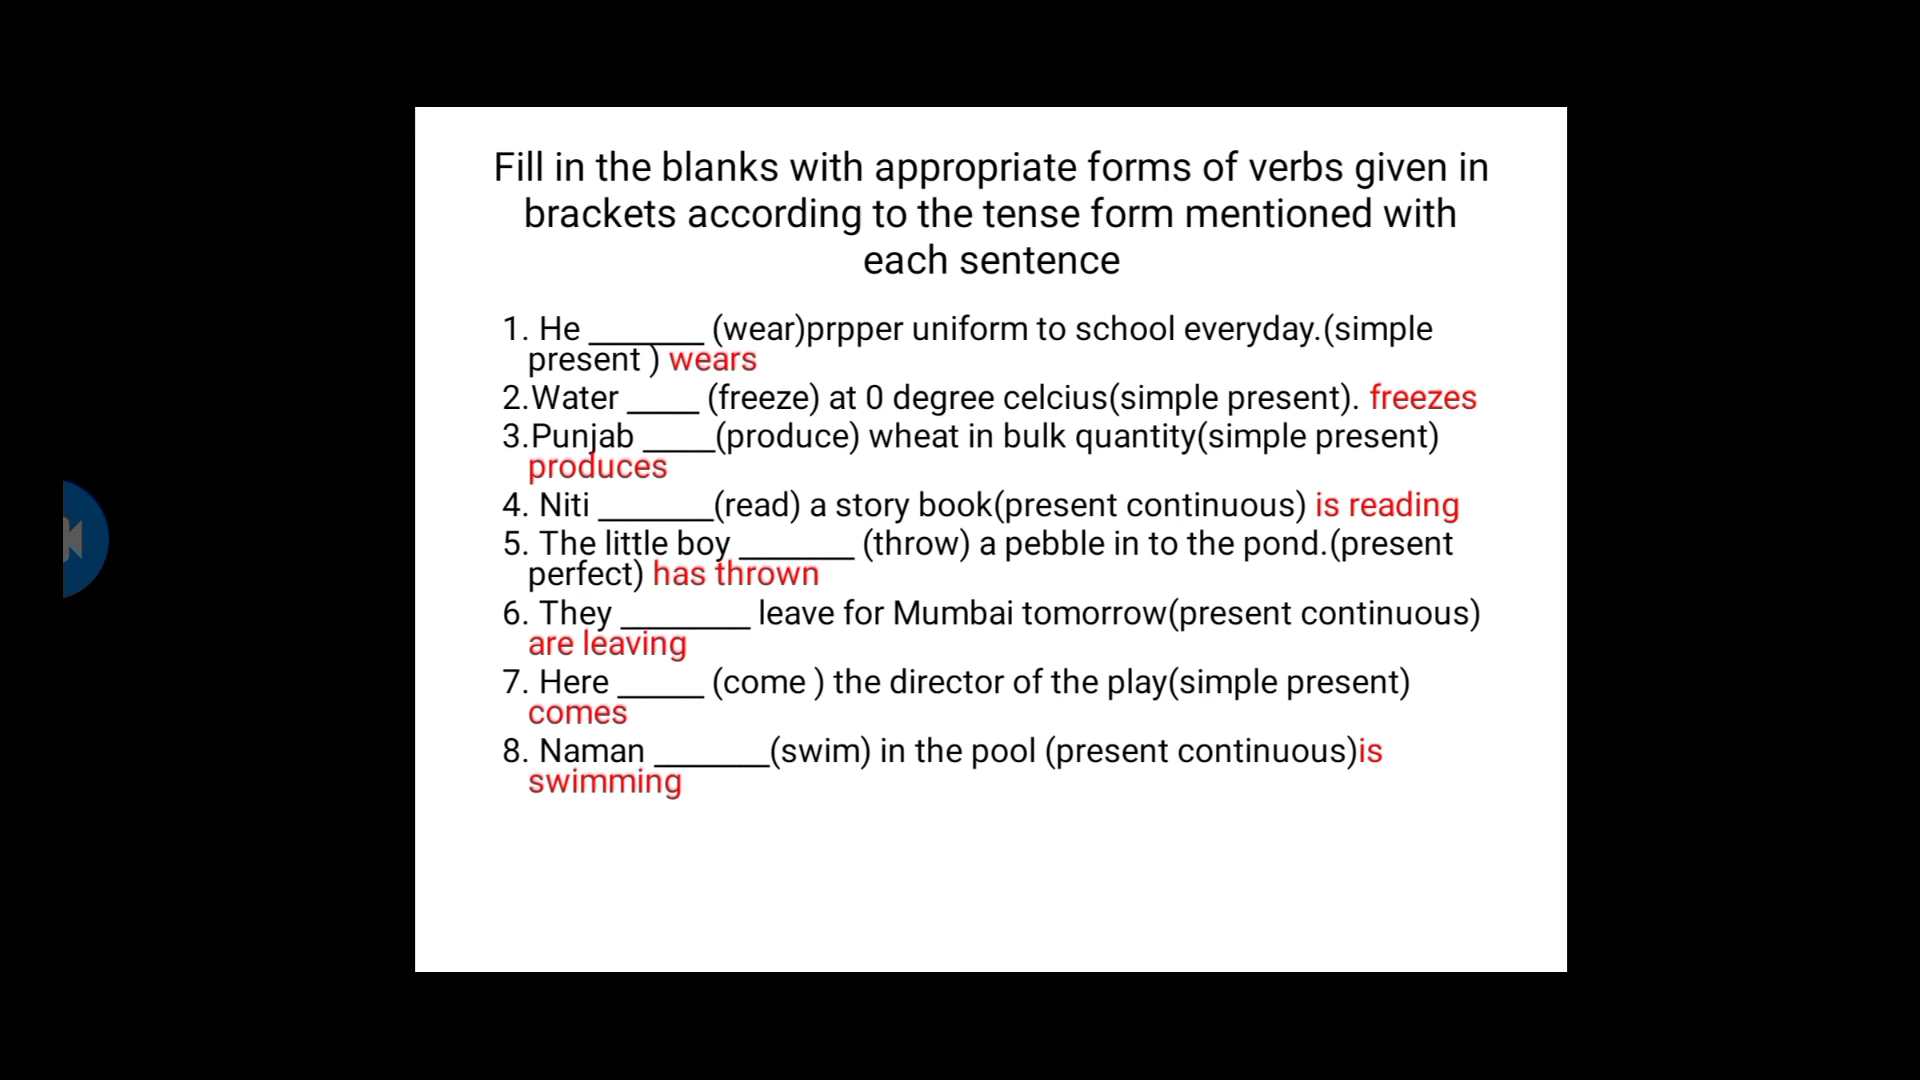 Fill in the blanks with appropriate forms of verbs given in
brackets according to the tense form mentioned with
each sentence
1. He ________ (wear)prpper uniform to school everyday.(simple
present ) wears
2.Water _____ (freeze) at 0 degree celcius(simple present). freezes
3.Punjab _____(produce) wheat in bulk quantity(simple present)
produces
4. Niti ________(read) a story book(present continuous) is reading
5. The little boy ________ (throw) a pebble in to the pond.(present
perfect) has thrown
6. They _________ leave for Mumbai tomorrow(present continuous)
are leaving
7. Here ______ (come ) the director of the play(simple present)
comes
8. Naman ________(swim) in the pool (present continuous)is
swimming